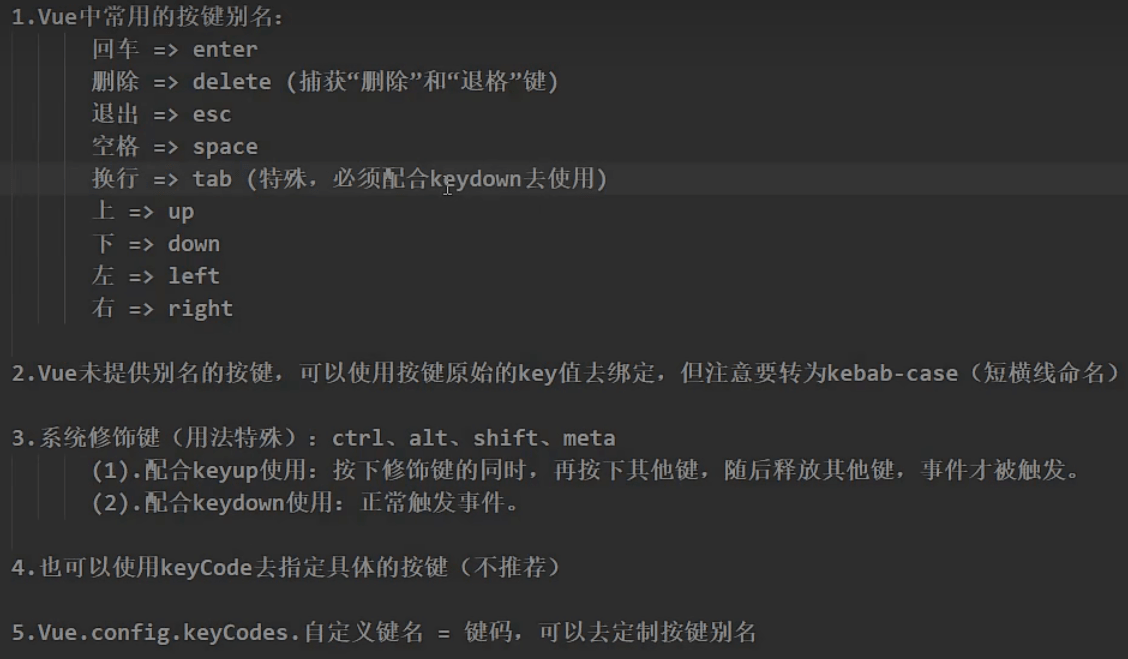 1.Vue中常用的按键别名：
回车 => enter
删除 => delete (捕获“删除”和“退格”键)
退出 => esc
空格 => space
换行 => tab (特殊，必须配合keydown去使用)
上 => up
下 => down
左 => left
右 => right
2.Vue未提供别名的按键，可以使用按键原始的key值去绑定，但注意要转为kebab-case（短横线命名）
3.系统修饰键（用法特殊）：ctrl、alt、shift、meta
(1).配合keyup使用：按下修饰键的同时，再按下其他键，随后释放其他键，事件才被触发。
(2).配合keydown使用：正常触发事件。
4.也可以使用keyCode去指定具体的按键（不推荐）
5.Vue.config.keyCodes.自定义键名 = 键码，可以去定制按键别名